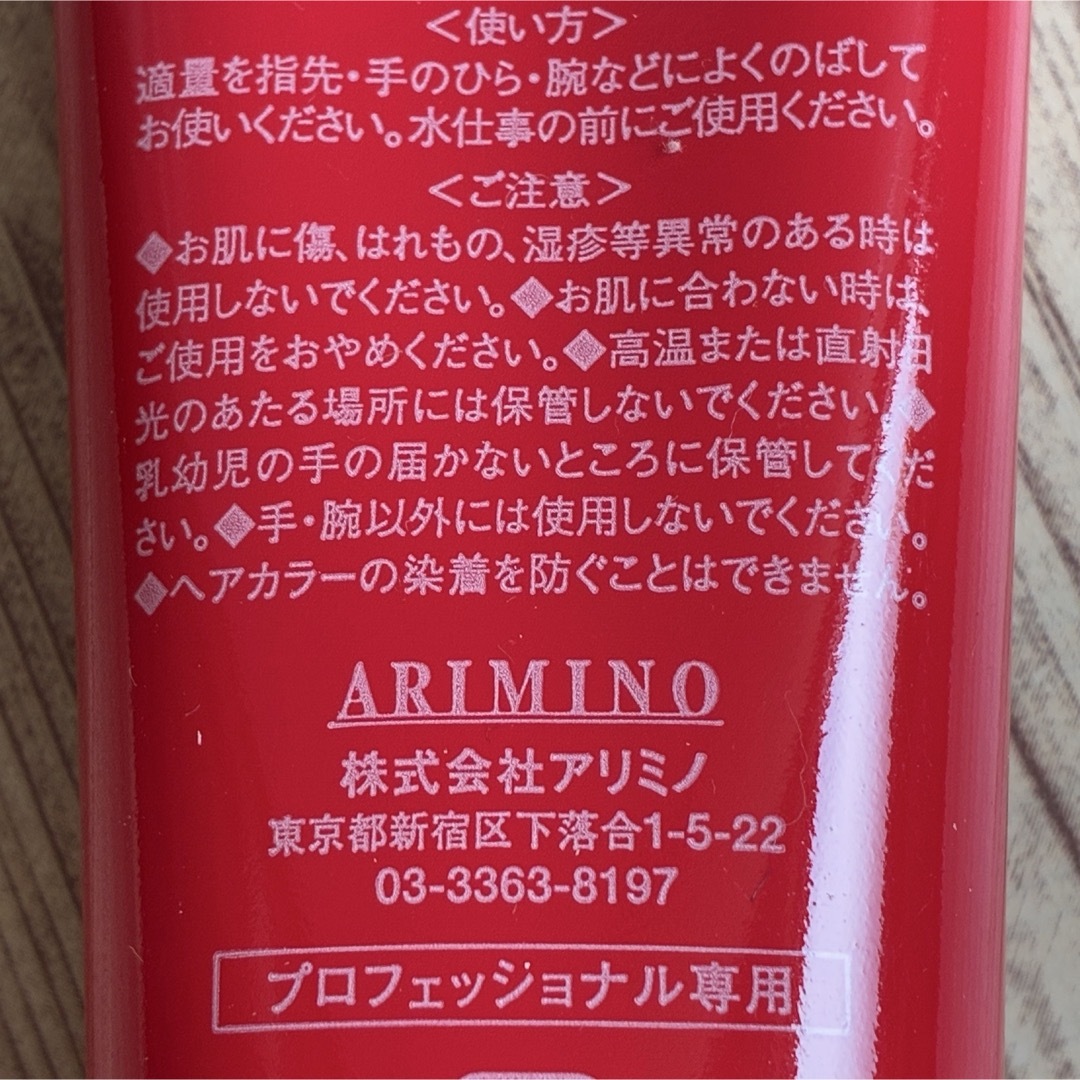 ＜使い方＞
適量を指先・手のひら・腕などによくのばして
お使いください。水仕事の前にご使用ください。
＜ご注意＞
◆お肌に傷、はれもの、湿疹等異常のある時は
使用しないでください。◆お肌に合わない時は、
ご使用をおやめください。◆高温または直射日
光のあたる場所には保管しないでください。◆
乳幼児の手の届かないところに保管してくだ
さい。◆手・腕以外には使用しないでください。
◆ヘアカラーの染着を防ぐことはできません。
ARIMINO
株式会社アリミノ
東京都新宿区下落合1-5-22
03-3363-8197
プロフェッショナル専用